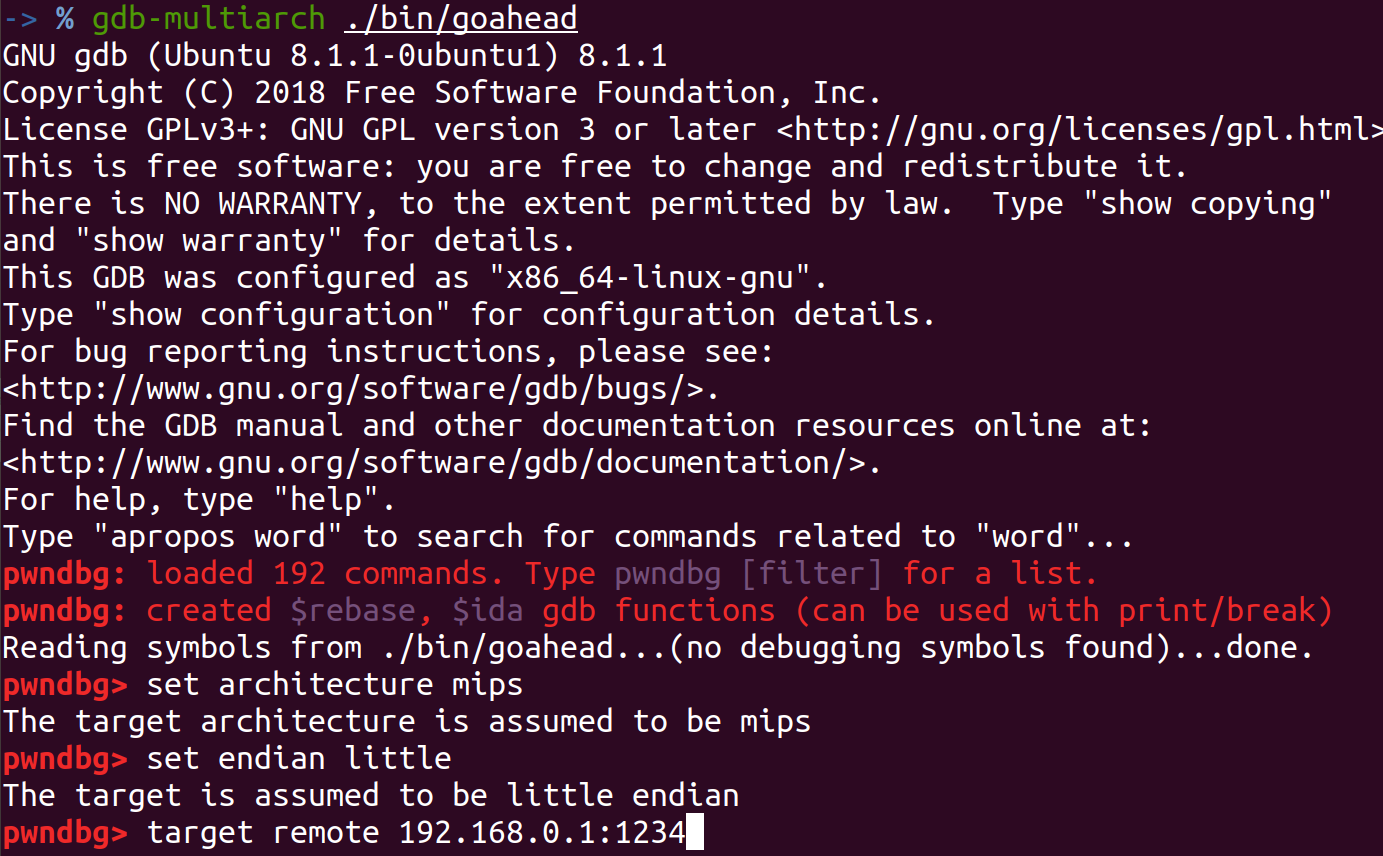 -> % gdb-multiarch ./bin/goahead
GNU gdb (Ubuntu 8.1.1-0ubuntu1) 8.1.1
Copyright (C) 2018 Free Software Foundation, Inc.
License GPLv3+: GNU GPL version 3 or later <http://gnu.org/licenses/gpl.html>
This is free software: you are free to change and redistribute it.
There is NO WARRANTY, to the extent permitted by law.  Type "show copying"
and "show warranty" for details.
This GDB was configured as "x86_64-linux-gnu".
Type "show configuration" for configuration details.
For bug reporting instructions, please see:
<http://www.gnu.org/software/gdb/bugs/>.
Find the GDB manual and other documentation resources online at:
<http://www.gnu.org/software/gdb/documentation/>.
For help, type "help".
Type "apropos word" to search for commands related to "word"...
pwndbg: loaded 192 commands. Type pwndbg [filter] for a list.
pwndbg: created $rebase, $ida gdb functions (can be used with print/break)
Reading symbols from ./bin/goahead...(no debugging symbols found)...done.
pwndbg> set architecture mips
The target architecture is assumed to be mips
pwndbg> set endian little
The target is assumed to be little endian
pwndbg> target remote 192.168.0.1:1234